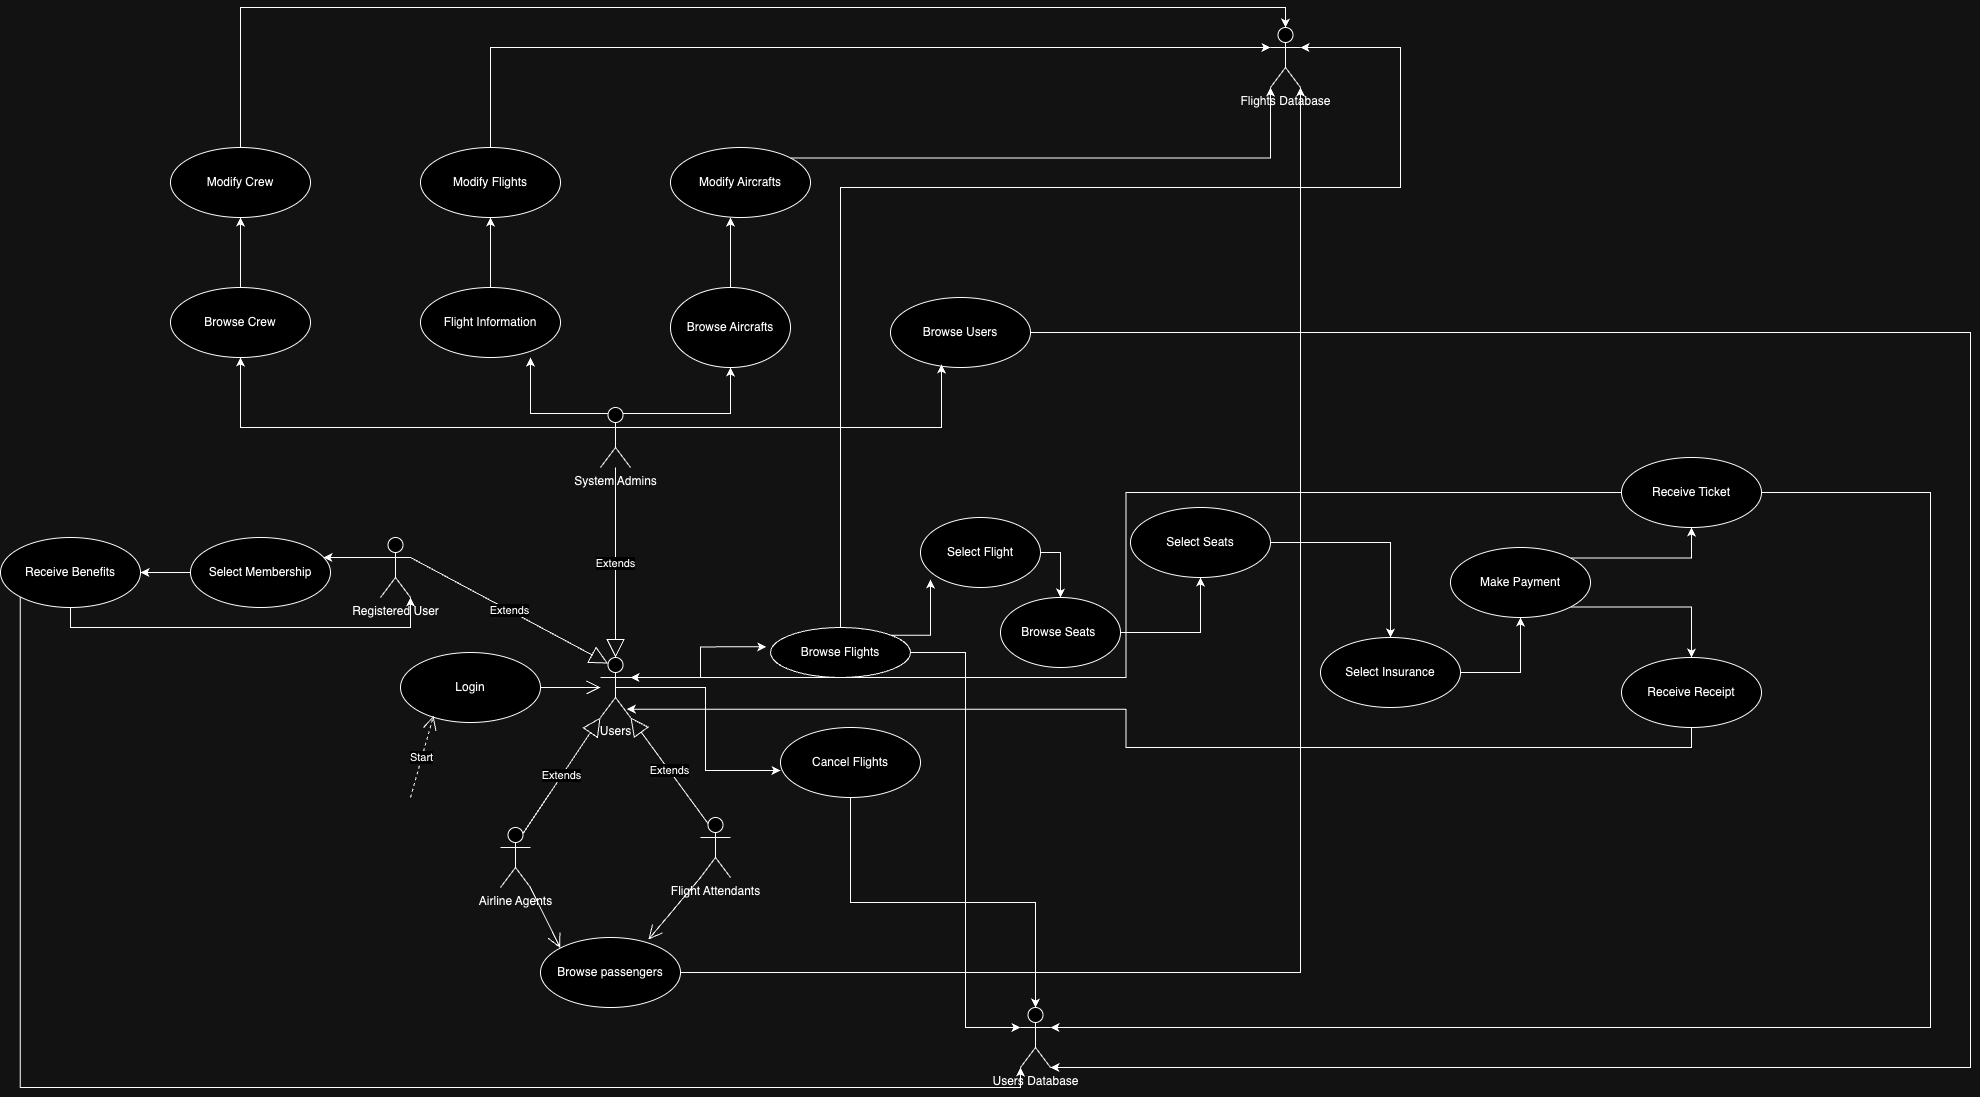 Flights Database
Modify Crew
Modify Flights
Modify Aircrafts
Browse Crew
Flight Information
Browse Aircrafts
Browse Users
System Admins
Receive Ticket
Select Flight
Select Seats
Extends
Receive Benefits
Select Membership
Make Payment
Registered User
Extends
Browse Seats
Browse Flights
Select Insurance
Login
Receive Receipt
Users
Start
Cancel Flights
Extends
Extends
Airline Agents
Flight Attendants
Browse passengers
Users Database